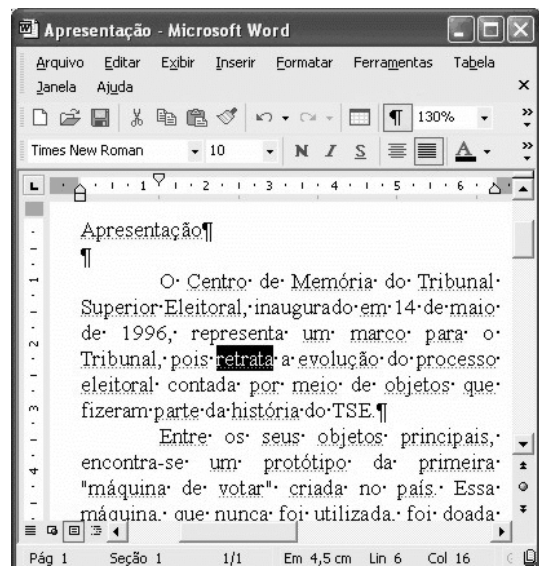 Apresentação - Microsoft Word
Arquivo Editar Exibir Inserir Formatar Ferramentas Tabela
Janela Ajuda
130%
Times New Roman 10 N I S A
1 2 3 4 5 6
Apresentação¶
¶
O Centro de Memória do Tribunal
Superior Eleitoral, inaugurado em 14 de maio
de 1996, representa um marco para o
Tribunal, pois retrata a evolução do processo
eleitoral contada por meio de objetos que
fizeram parte da história do TSE.¶
Entre os seus objetos principais,
encontra-se um protótipo da primeira
"máquina de votar" criada no país. Essa
máquina, que nunca foi utilizada, foi doada
Pág 1 Seção 1 1/1 Em 4,5 cm Lin 6 Col 16